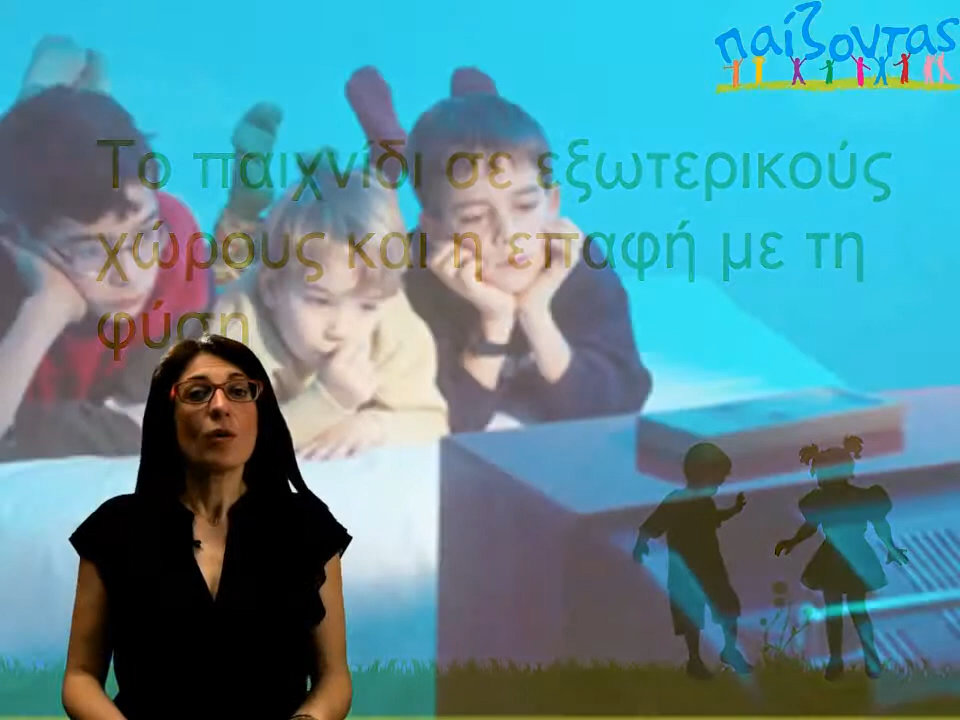 παίζοντας
Το παιχνίδι σε εξωτερικούς
χώρους και η επαφή με τη
φύση